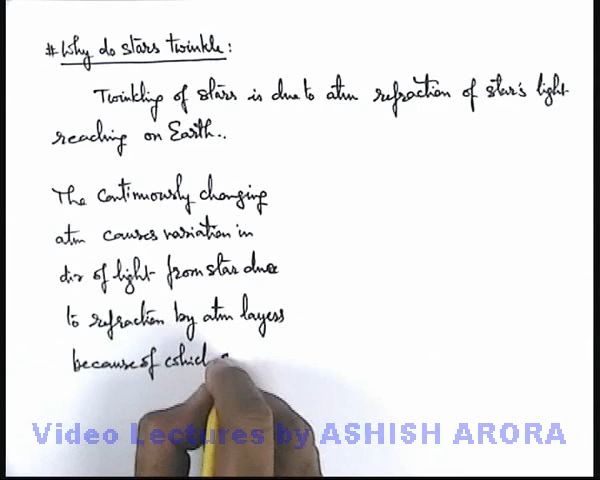 # Why do stars twinkle :
Twinkling of stars is due to atm refraction of star's light
reaching on Earth..
The continuously changing
atm causes variation in
dir of light from star due
to refraction by atm layers
because of which
Video Lectures by ASHISH ARORA